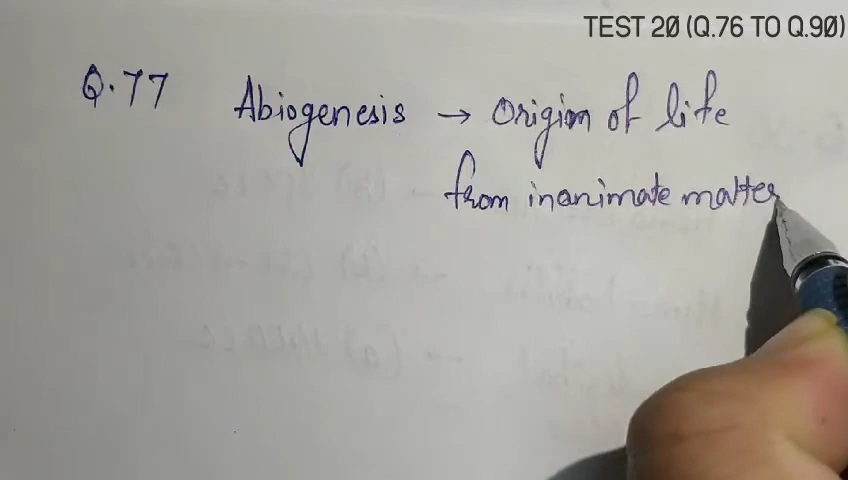 TEST 20 (Q.76 TO Q.90)
Q.77 Abiogenesis → Origin of life
from inanimate matter